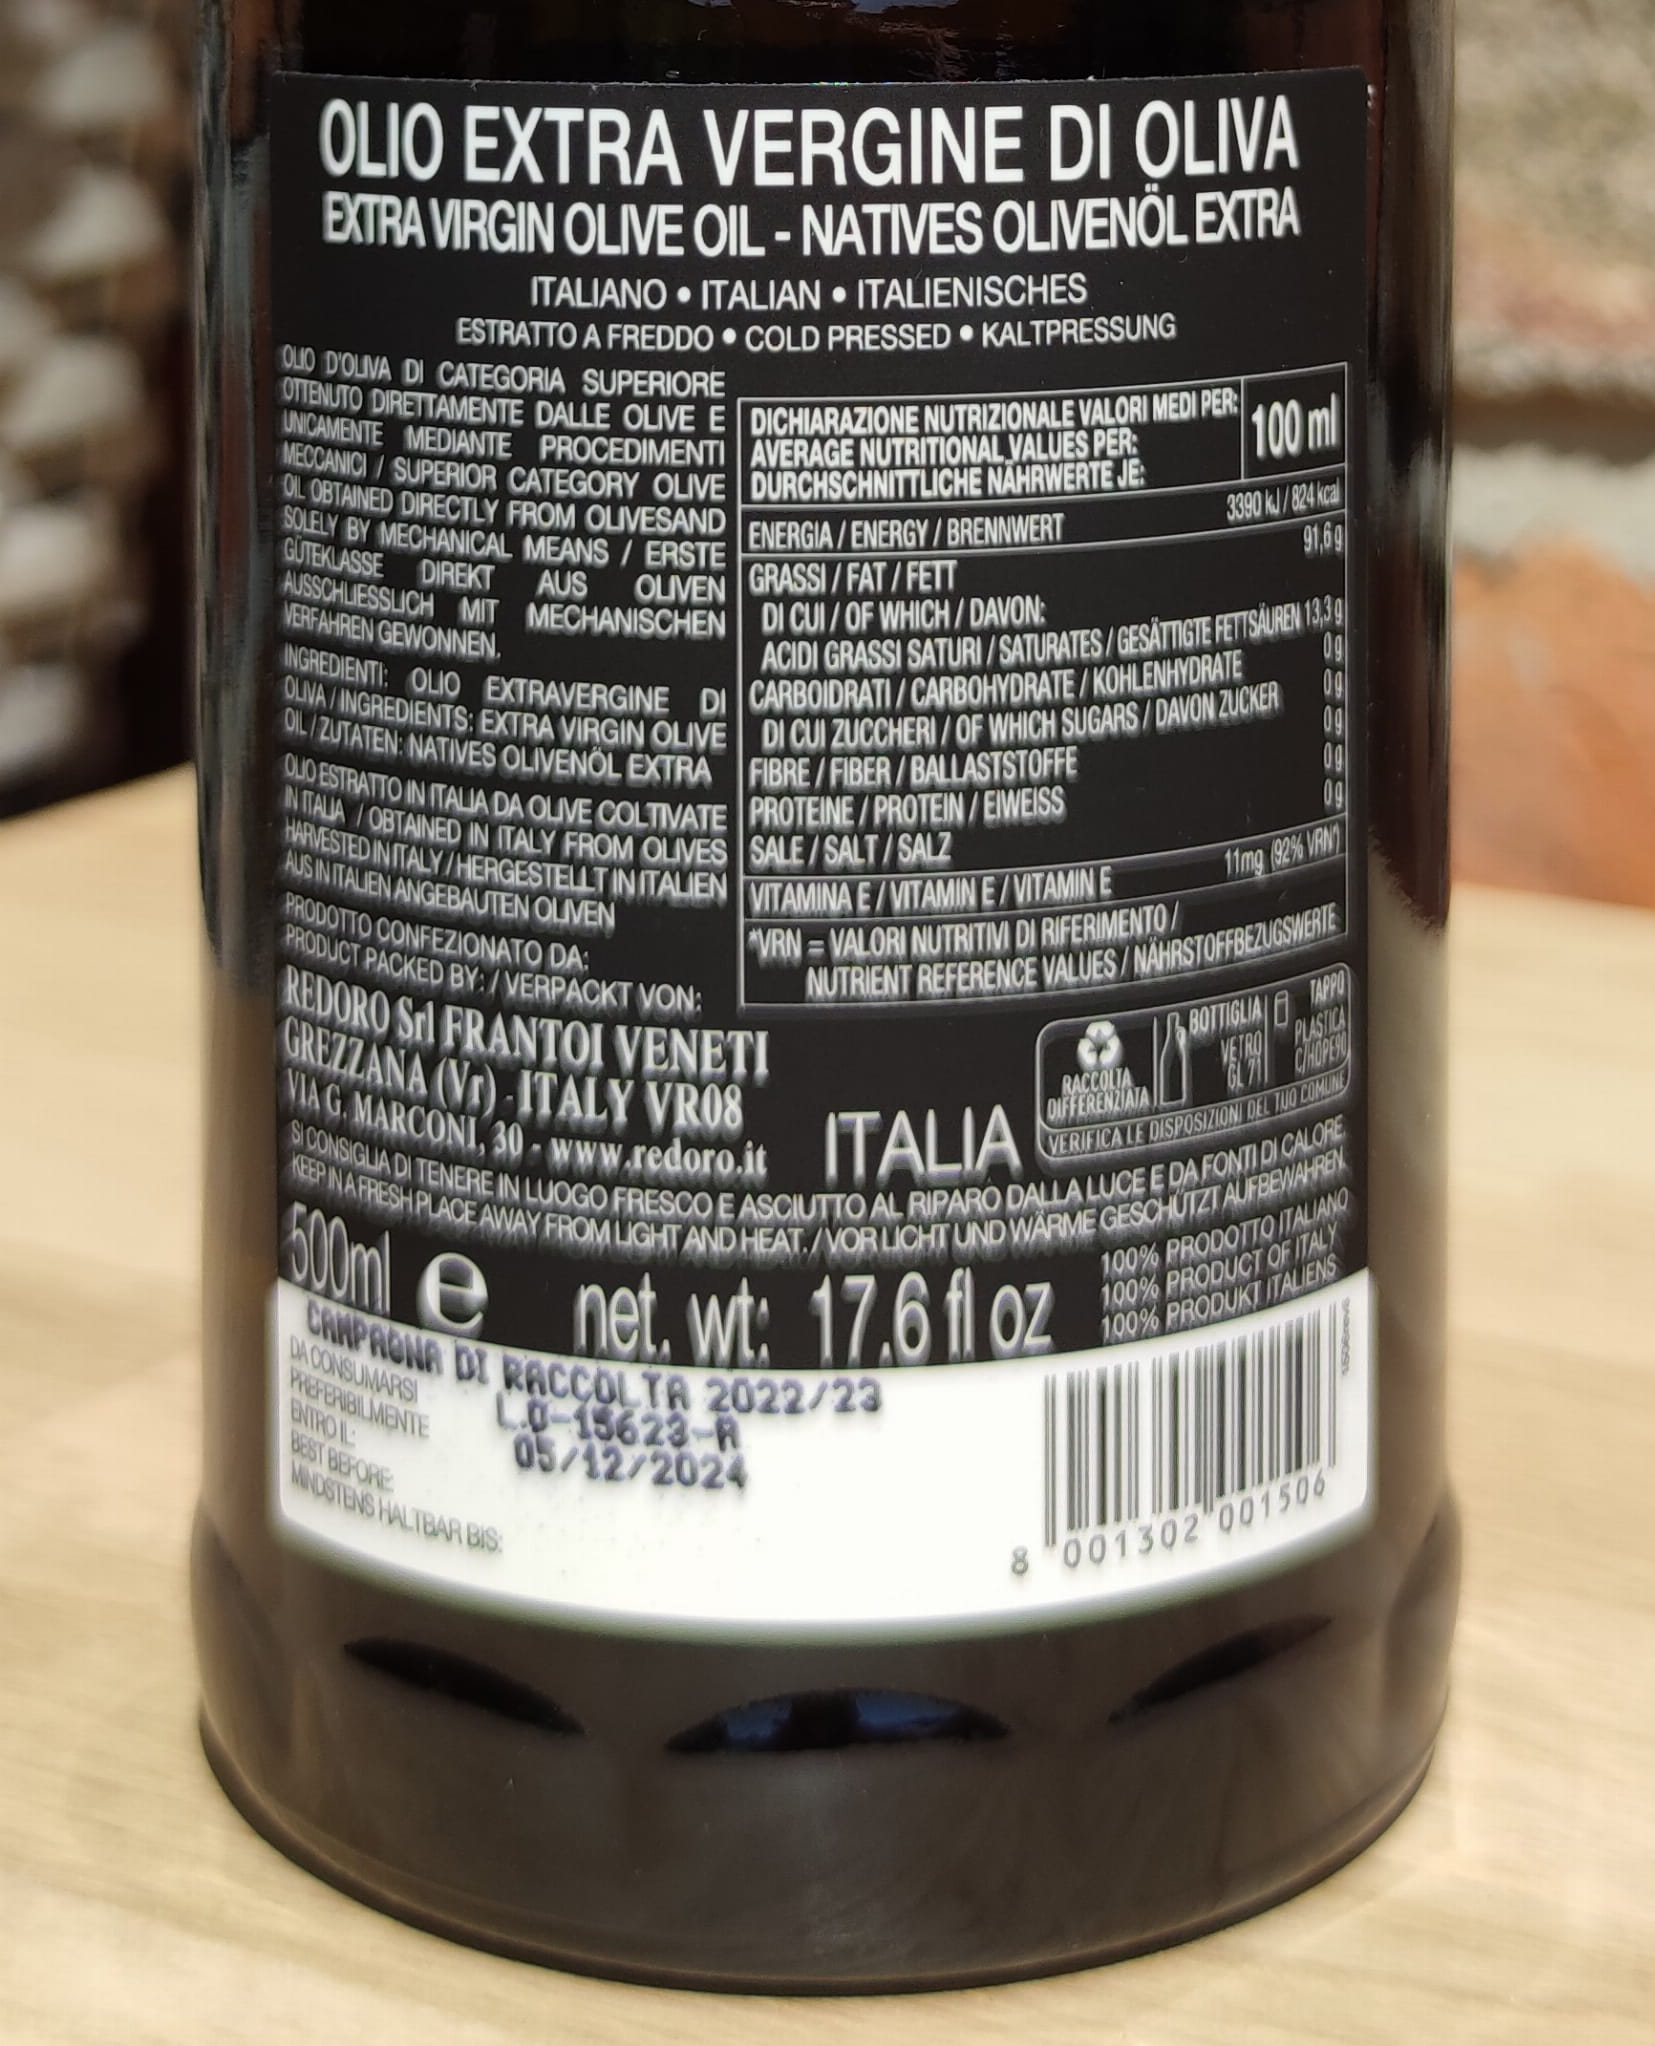 OLIO EXTRA VERGINE DI OLIVA
EXTRA VIRGIN OLIVE OIL - NATIVES OLIVENÖL EXTRA
ITALIANO • ITALIAN • ITALIENISCHES
ESTRATTO A FREDDO • COLD PRESSED • KALTPRESSUNG
OLIO D'OLIVA DI CATEGORIA SUPERIORE
OTTENUTO DIRETTAMENTE DALLE OLIVE E
UNICAMENTE MEDIANTE PROCEDIMENTI
MECCANICI / SUPERIOR CATEGORY OLIVE
OIL OBTAINED DIRECTLY FROM OLIVESAND
SOLELY BY MECHANICAL MEANS / ERSTE
GÜTEKLASSE DIREKT AUS OLIVEN
AUSSCHLIESSLICH MIT MECHANISCHEN
VERFAHREN GEWONNEN.
INGREDIENTI: OLIO EXTRAVERGINE DI
OLIVA / INGREDIENTS: EXTRA VIRGIN OLIVE
OIL / ZUTATEN: NATIVES OLIVENÖL EXTRA
OLIO ESTRATTO IN ITALIA DA OLIVE COLTIVATE
IN ITALIA / OBTAINED IN ITALY FROM OLIVES
HARVESTED IN ITALY / HERGESTELLT IN ITALIEN
AUS IN ITALIEN ANGEBAUTEN OLIVEN
PRODOTTO CONFEZIONATO DA:
PRODUCT PACKED BY: / VERPACKT VON:
REDORO Srl FRANTOI VENETI
GREZZANA (Vr) - ITALY VR08
VIA G. MARCONI, 30 - www.redoro.it
DICHIARAZIONE NUTRIZIONALE VALORI MEDI PER:
AVERAGE NUTRITIONAL VALUES PER:
DURCHSCHNITTLICHE NÄHRWERTE JE:
100 ml
ENERGIA / ENERGY / BRENNWERT 3390 kJ / 824 kcal
GRASSI / FAT / FETT 91,6 g
DI CUI / OF WHICH / DAVON:
ACIDI GRASSI SATURI / SATURATES / GESÄTTIGTE FETTSÄUREN 13,3 g
CARBOIDRATI / CARBOHYDRATE / KOHLENHYDRATE 0 g
DI CUI ZUCCHERI / OF WHICH SUGARS / DAVON ZUCKER 0 g
FIBRE / FIBER / BALLASTSTOFFE 0 g
PROTEINE / PROTEIN / EIWEISS 0 g
SALE / SALT / SALZ 0 g
VITAMINA E / VITAMIN E / VITAMIN E 11mg (92% VRN*)
*VRN = VALORI NUTRITIVI DI RIFERIMENTO /
NUTRIENT REFERENCE VALUES / NÄHRSTOFFBEZUGSWERTE
RACCOLTA
DIFFERENZIATA
BOTTIGLIA
VETRO
GL 71
TAPPO
PLASTICA
VERIFICA LE DISPOSIZIONI DEL TUO COMUNE
ITALIA
SI CONSIGLIA DI TENERE IN LUOGO FRESCO E ASCIUTTO AL RIPARO DALLA LUCE E DA FONTI DI CALORE.
KEEP IN A FRESH PLACE AWAY FROM LIGHT AND HEAT. / VOR LICHT UND WÄRME GESCHÜTZT AUFBEWAHREN.
500ml e net. wt: 17.6 fl oz
100% PRODOTTO ITALIANO
100% PRODUCT OF ITALY
100% PRODUKT ITALIENS
CAMPAGNA DI RACCOLTA 2022/23
L.O-15623-A
05/12/2024
DA CONSUMARSI
PREFERIBILMENTE
ENTRO IL:
BEST BEFORE:
MINDSTENS HALTBAR BIS:
8 001302 001506